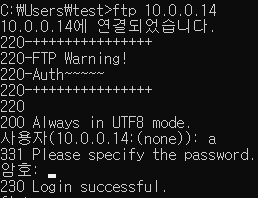 C:₩Users₩test>ftp 10.0.0.14
10.0.0.14에 연결되었습니다.
220-+++++++++++++++
220-FTP Warning!
220-Auth~~~~~
220-+++++++++++++++
220
200 Always in UTF8 mode.
사용자(10.0.0.14:(none)): a
331 Please specify the password.
암호:
230 Login successful.